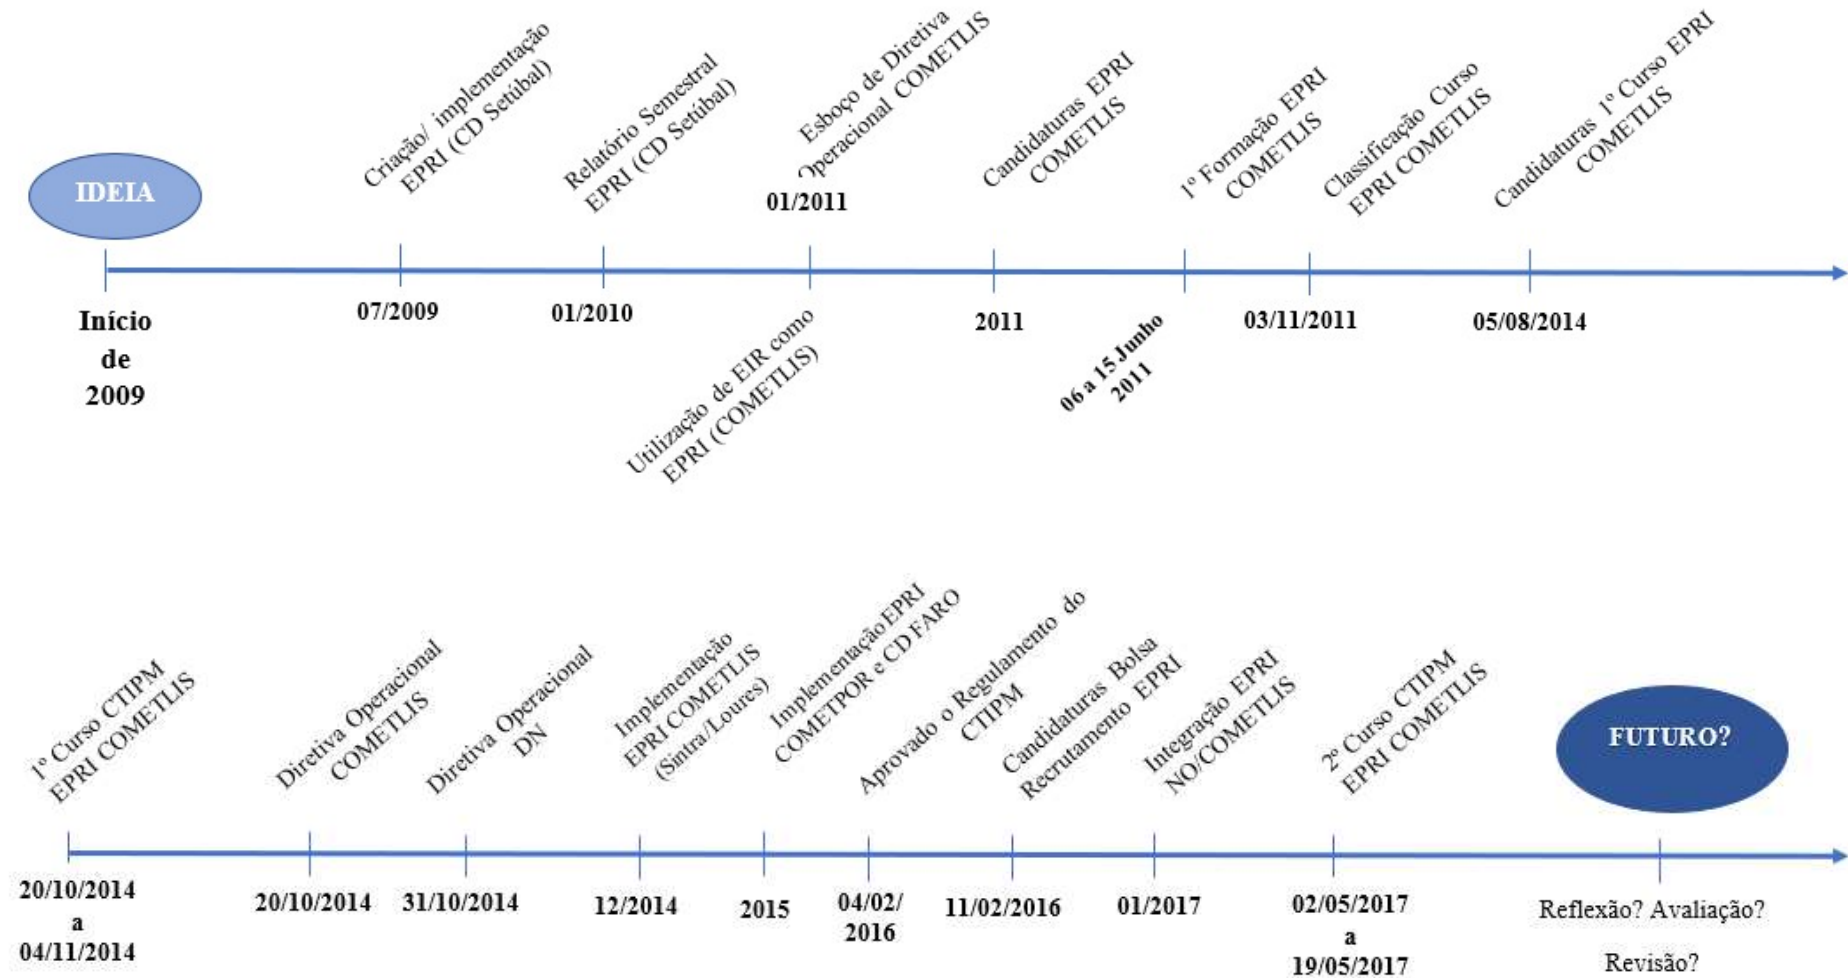 IDEIA
Início
de
2009
Criação/ implementação
EPRI (CD Setúbal)
07/2009
Relatório Semestral
EPRI (CD Setúbal)
01/2010
Esboço de Diretiva
Operacional COMETLIS
01/2011
Utilização de EIR como
EPRI (COMETLIS)
Candidaturas EPRI
COMETLIS
2011
1º Formação EPRI
COMETLIS
06 a 15 Junho
2011
Classificação Curso
EPRI COMETLIS
03/11/2011
Candidaturas 1º Curso EPRI
COMETLIS
05/08/2014
1º Curso CTIPM
EPRI COMETLIS
20/10/2014
a
04/11/2014
Diretiva Operacional
COMETLIS
20/10/2014
Diretiva Operacional
DN
31/10/2014
Implementação
EPRI COMETLIS
(Sintra/Loures)
12/2014
Implementação EPRI
COMETPOR e CD FARO
2015
Aprovado o Regulamento do
CTIPM
04/02/
2016
Candidaturas Bolsa
Recrutamento EPRI
11/02/2016
Integração EPRI
NO/COMETLIS
01/2017
2º Curso CTIPM
EPRI COMETLIS
02/05/2017
a
19/05/2017
FUTURO?
Reflexão? Avaliação?
Revisão?